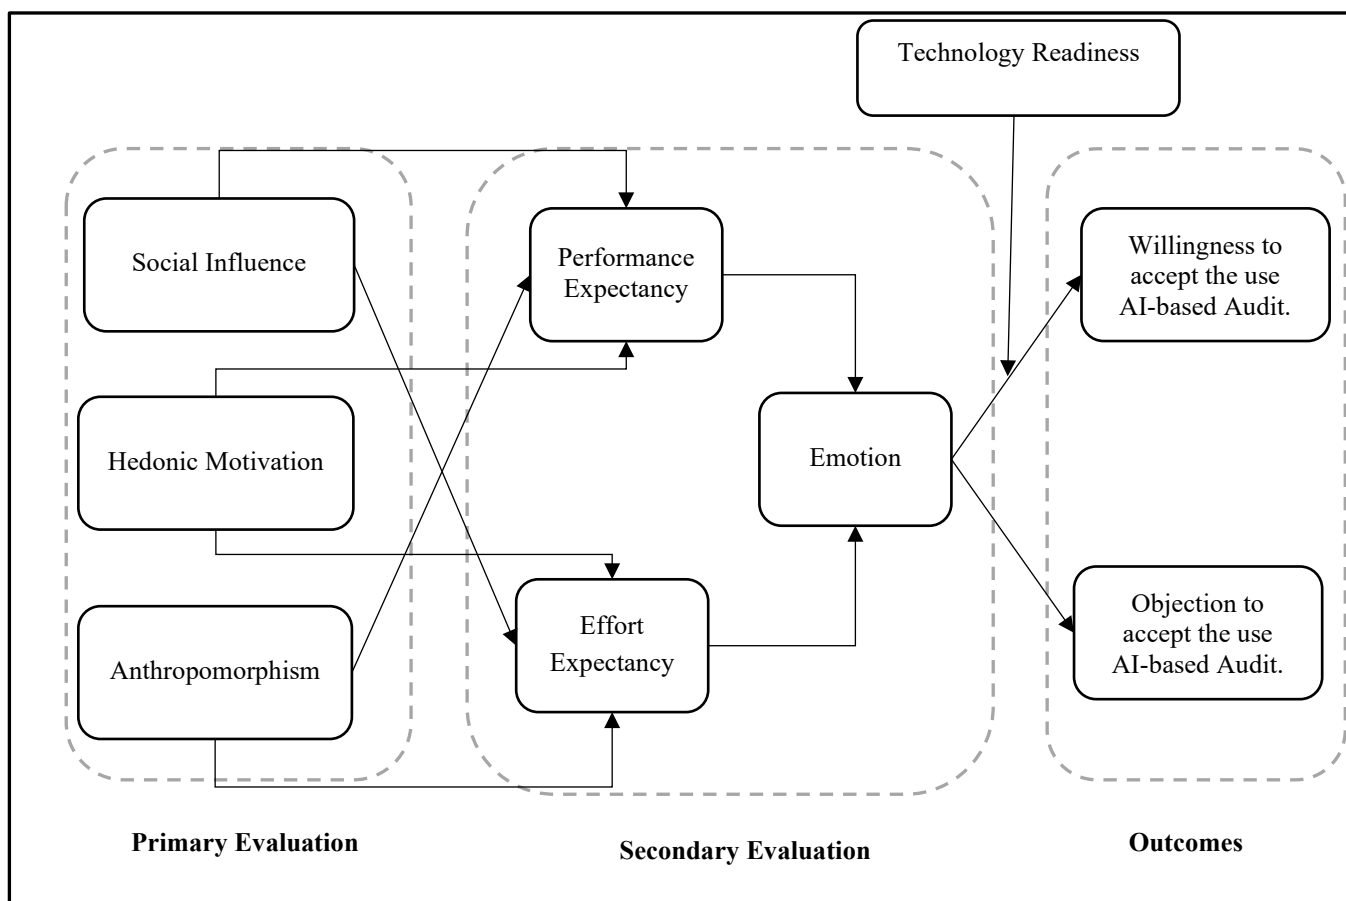 Technology Readiness
Social Influence
Hedonic Motivation
Anthropomorphism
Performance
Expectancy
Effort
Expectancy
Emotion
Willingness to
accept the use
AI-based Audit.
Objection to
accept the use
AI-based Audit.
Primary Evaluation
Secondary Evaluation
Outcomes